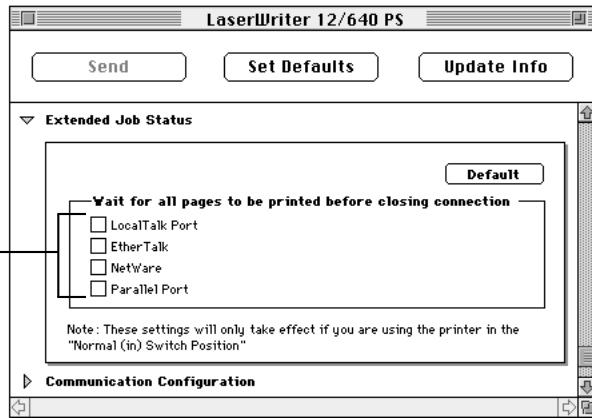 LaserWriter 12/640 PS
Send Set Defaults Update Info
Extended Job Status
Default
Wait for all pages to be printed before closing connection
LocalTalk Port
EtherTalk
NetWare
Parallel Port
Note: These settings will only take effect if you are using the printer in the
"Normal (in) Switch Position"
Communication Configuration